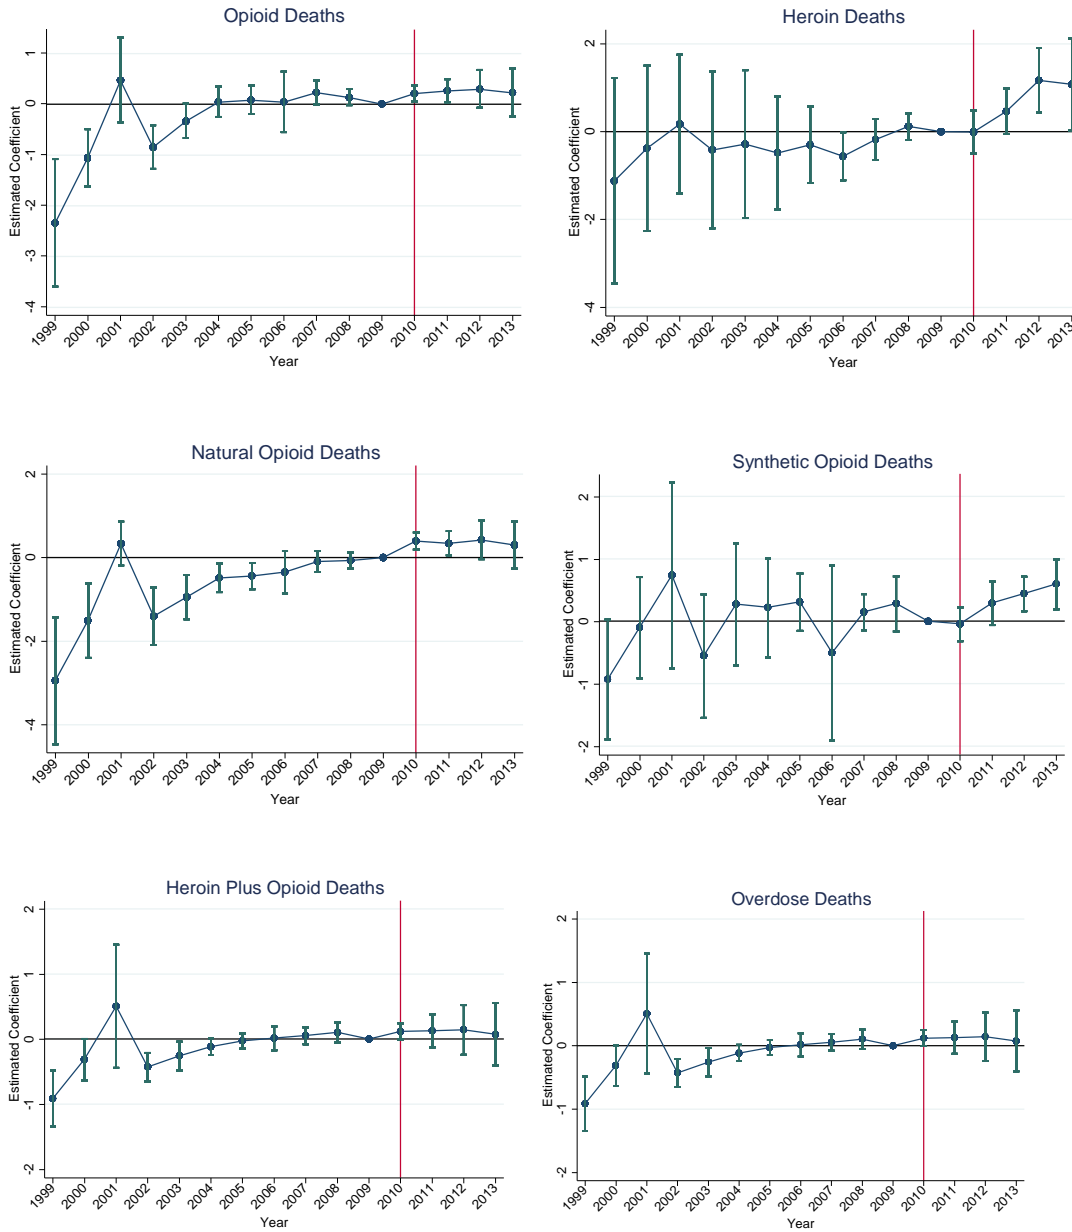 Opioid Deaths
Estimated Coefficient
1
0
-1
-2
-3
-4
1999 2000 2001 2002 2003 2004 2005 2006 2007 2008 2009 2010 2011 2012 2013
Year
Heroin Deaths
Estimated Coefficient
2
0
-2
-4
1999 2000 2001 2002 2003 2004 2005 2006 2007 2008 2009 2010 2011 2012 2013
Year
Natural Opioid Deaths
Estimated Coefficient
2
0
-2
-4
1999 2000 2001 2002 2003 2004 2005 2006 2007 2008 2009 2010 2011 2012 2013
Year
Synthetic Opioid Deaths
Estimated Coefficient
2
1
0
-1
-2
1999 2000 2001 2002 2003 2004 2005 2006 2007 2008 2009 2010 2011 2012 2013
Year
Heroin Plus Opioid Deaths
Estimated Coefficient
2
1
0
-1
-2
1999 2000 2001 2002 2003 2004 2005 2006 2007 2008 2009 2010 2011 2012 2013
Year
Overdose Deaths
Estimated Coefficient
2
1
0
-1
-2
1999 2000 2001 2002 2003 2004 2005 2006 2007 2008 2009 2010 2011 2012 2013
Year